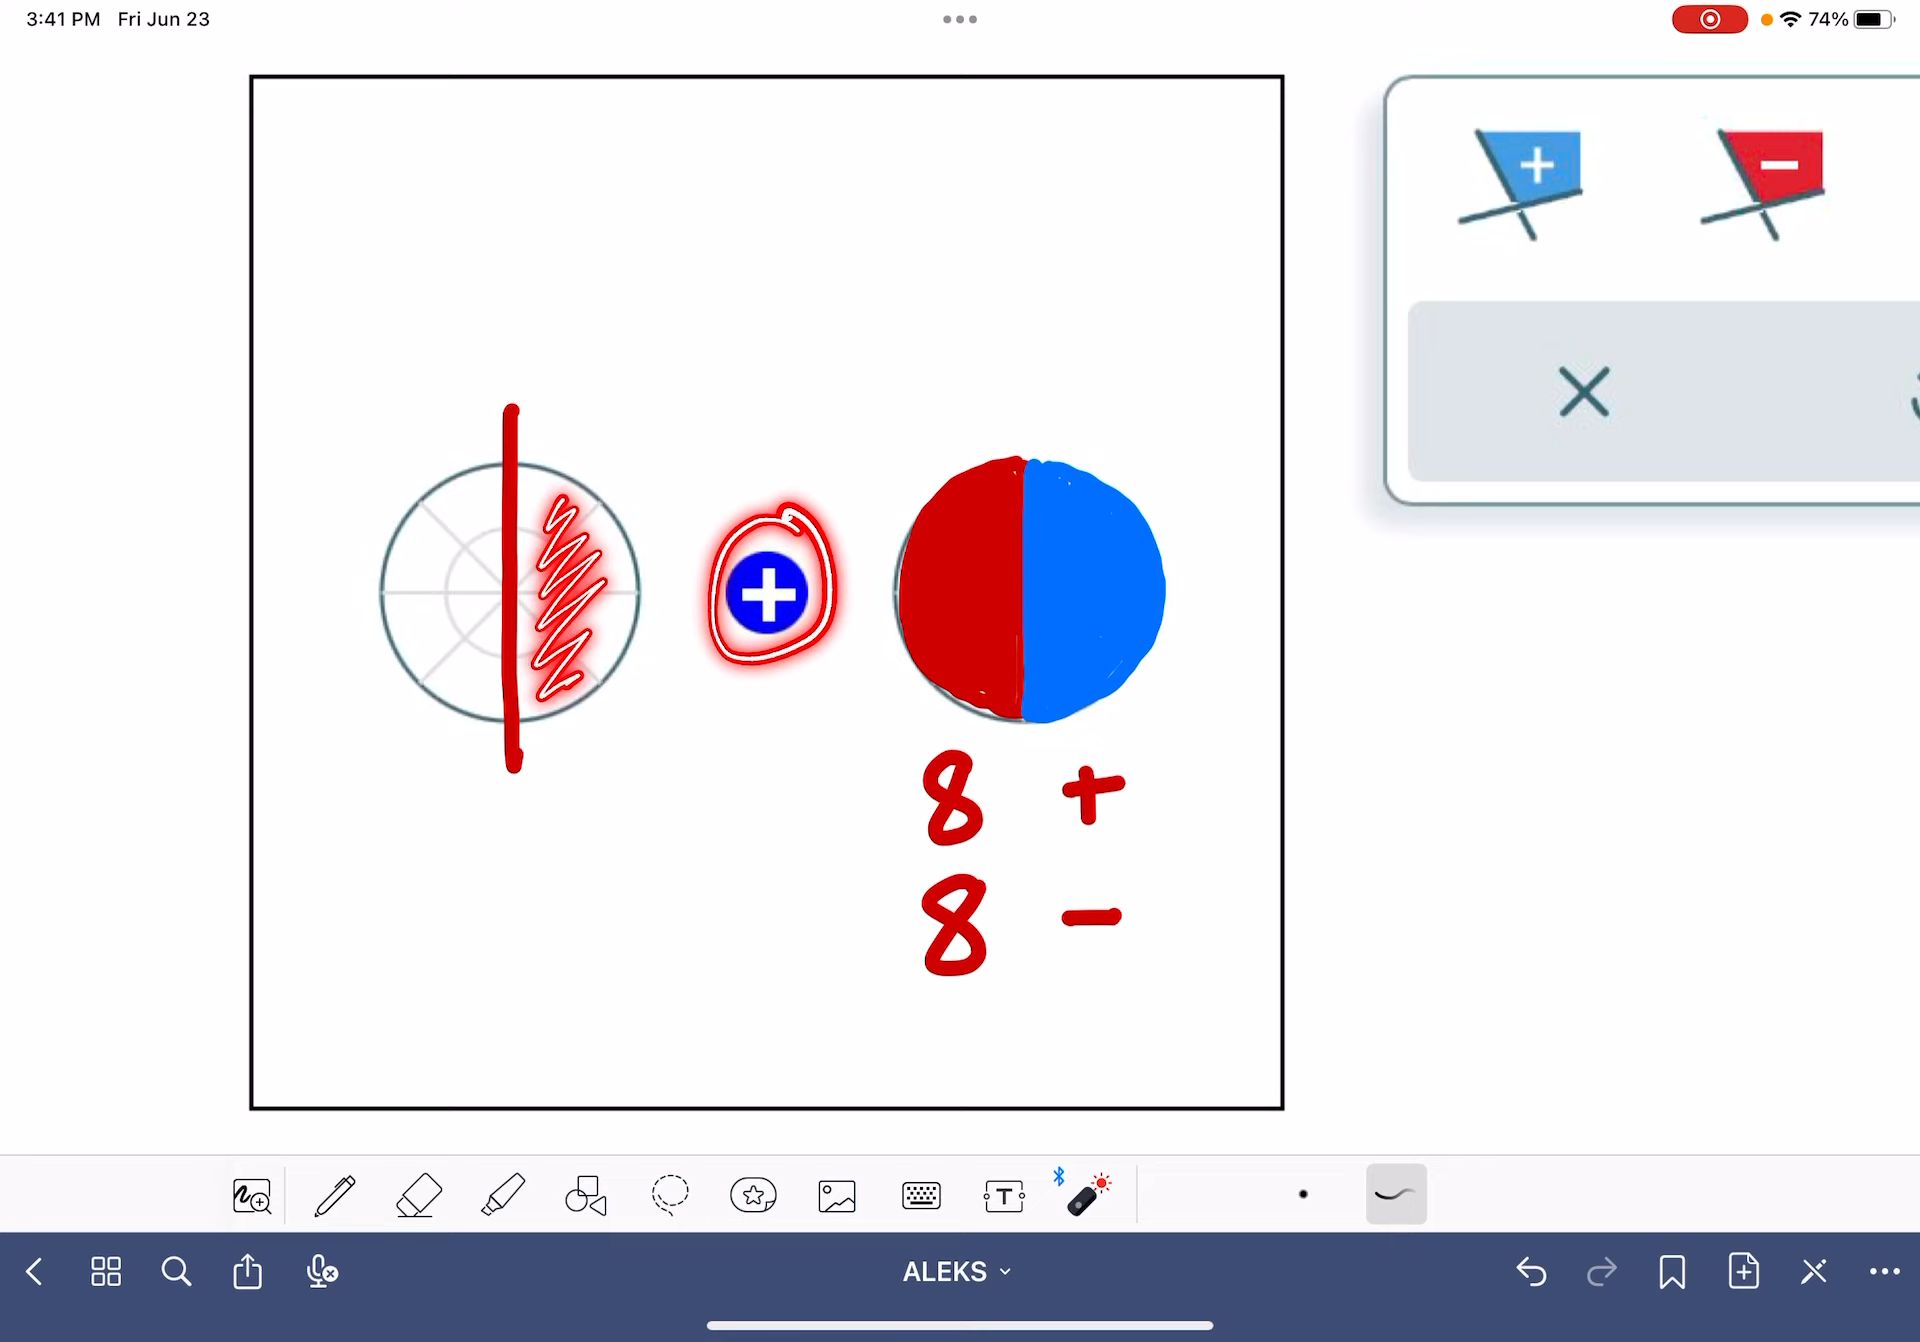 3:41 PM Fri Jun 23
74%
+ −
+
8 +
8 −
T
ALEKS